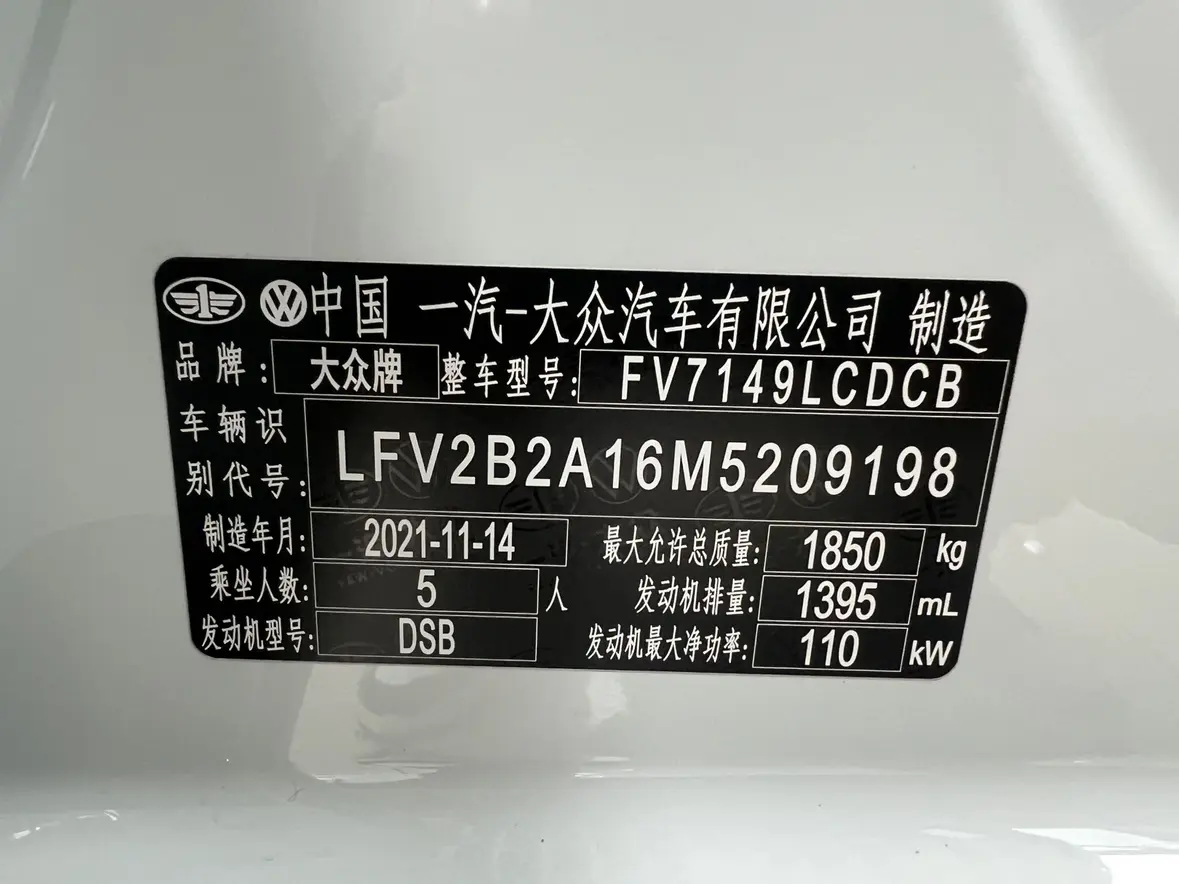 中国 一汽-大众汽车有限公司 制造
品牌: 大众牌 整车型号: FV7149LCDCB
车辆识别代号: LFV2B2A16M5209198
制造年月: 2021-11-14 最大允许总质量: 1850 kg
乘坐人数: 5 人 发动机排量: 1395 mL
发动机型号: DSB 发动机最大净功率: 110 kW